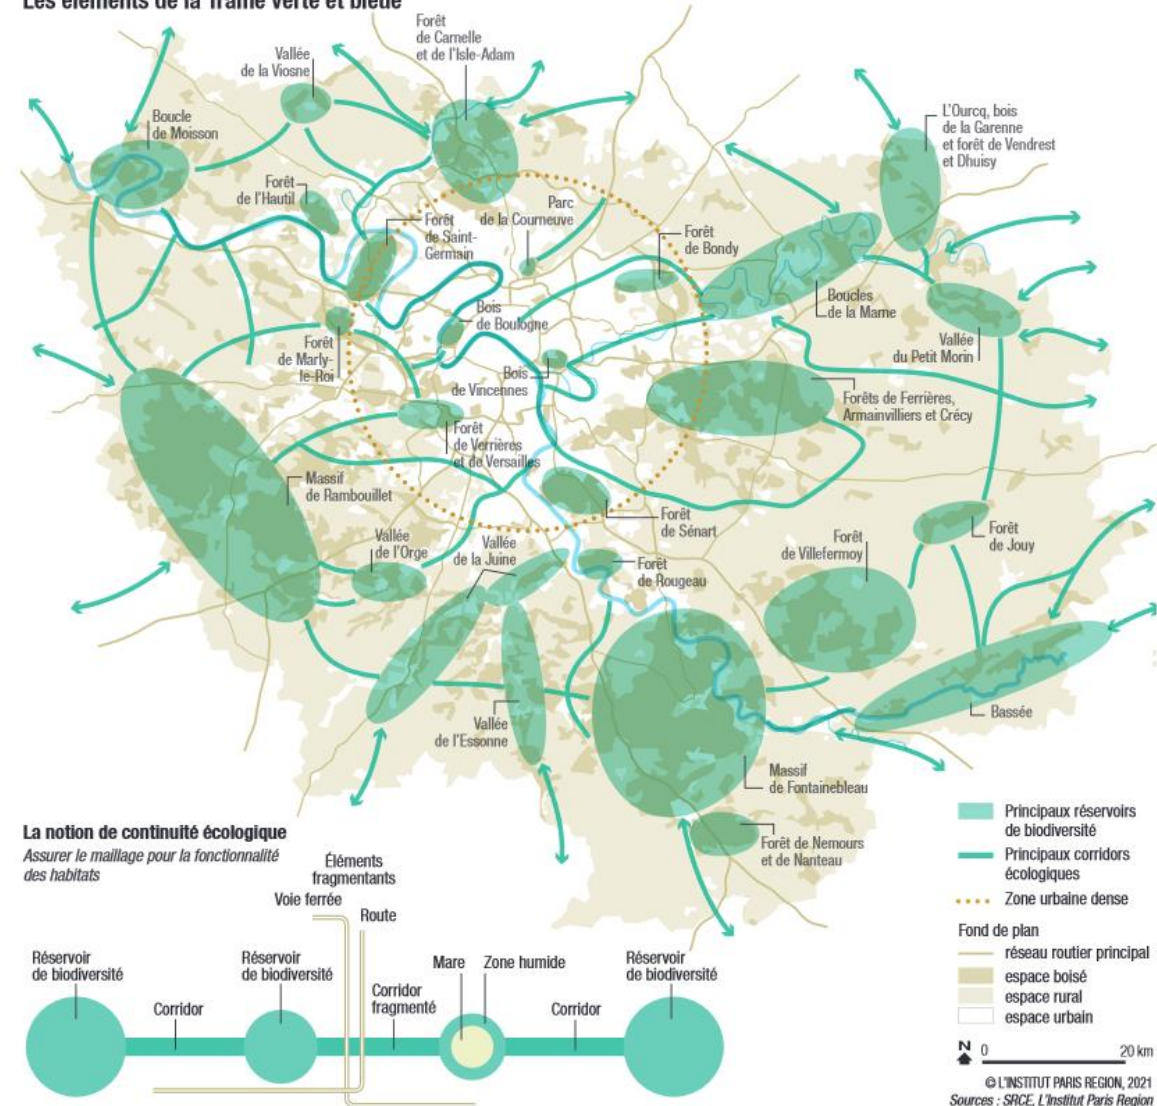 Les éléments de la Trame verte et bleue
Forêt
de Carnelle
et de l'Isle-Adam
Vallée
de la Viosne
Boucle
de Moisson
L'Ourcq, bois
de la Garenne
et forêt de Vendrest
et Dhuisy
Forêt
de l'Hautil
Parc
de la Courneuve
Forêt
de Saint-
Germain
Forêt
de Bondy
Boucles
de la Marne
Bois
de Boulogne
Forêt
de Marly-
le-Roi
Vallée
du Petit Morin
Bois
de Vincennes
Forêts de Ferrières,
Armainvilliers et Crécy
Forêt
de Verrières
et de Versailles
Massif
de Rambouillet
Forêt
de Sénart
Forêt
de Jouy
Vallée
de l'Orge
Vallée
de la Juine
Forêt
de Villefermoy
Forêt
de Rougeau
Bassée
Vallée
de l'Essonne
Massif
de Fontainebleau
Forêt de Nemours
et de Nanteau
La notion de continuité écologique
Assurer le maillage pour la fonctionnalité
des habitats
Éléments
fragmentants
Voie ferrée
Route
Réservoir
de biodiversité
Corridor
Réservoir
de biodiversité
Corridor
fragmenté
Mare
Zone humide
Corridor
Réservoir
de biodiversité
Principaux réservoirs
de biodiversité
Principaux corridors
écologiques
Zone urbaine dense
Fond de plan
réseau routier principal
espace boisé
espace rural
espace urbain
N
0 20 km
© L'INSTITUT PARIS REGION, 2021
Sources : SRCE, L'Institut Paris Region